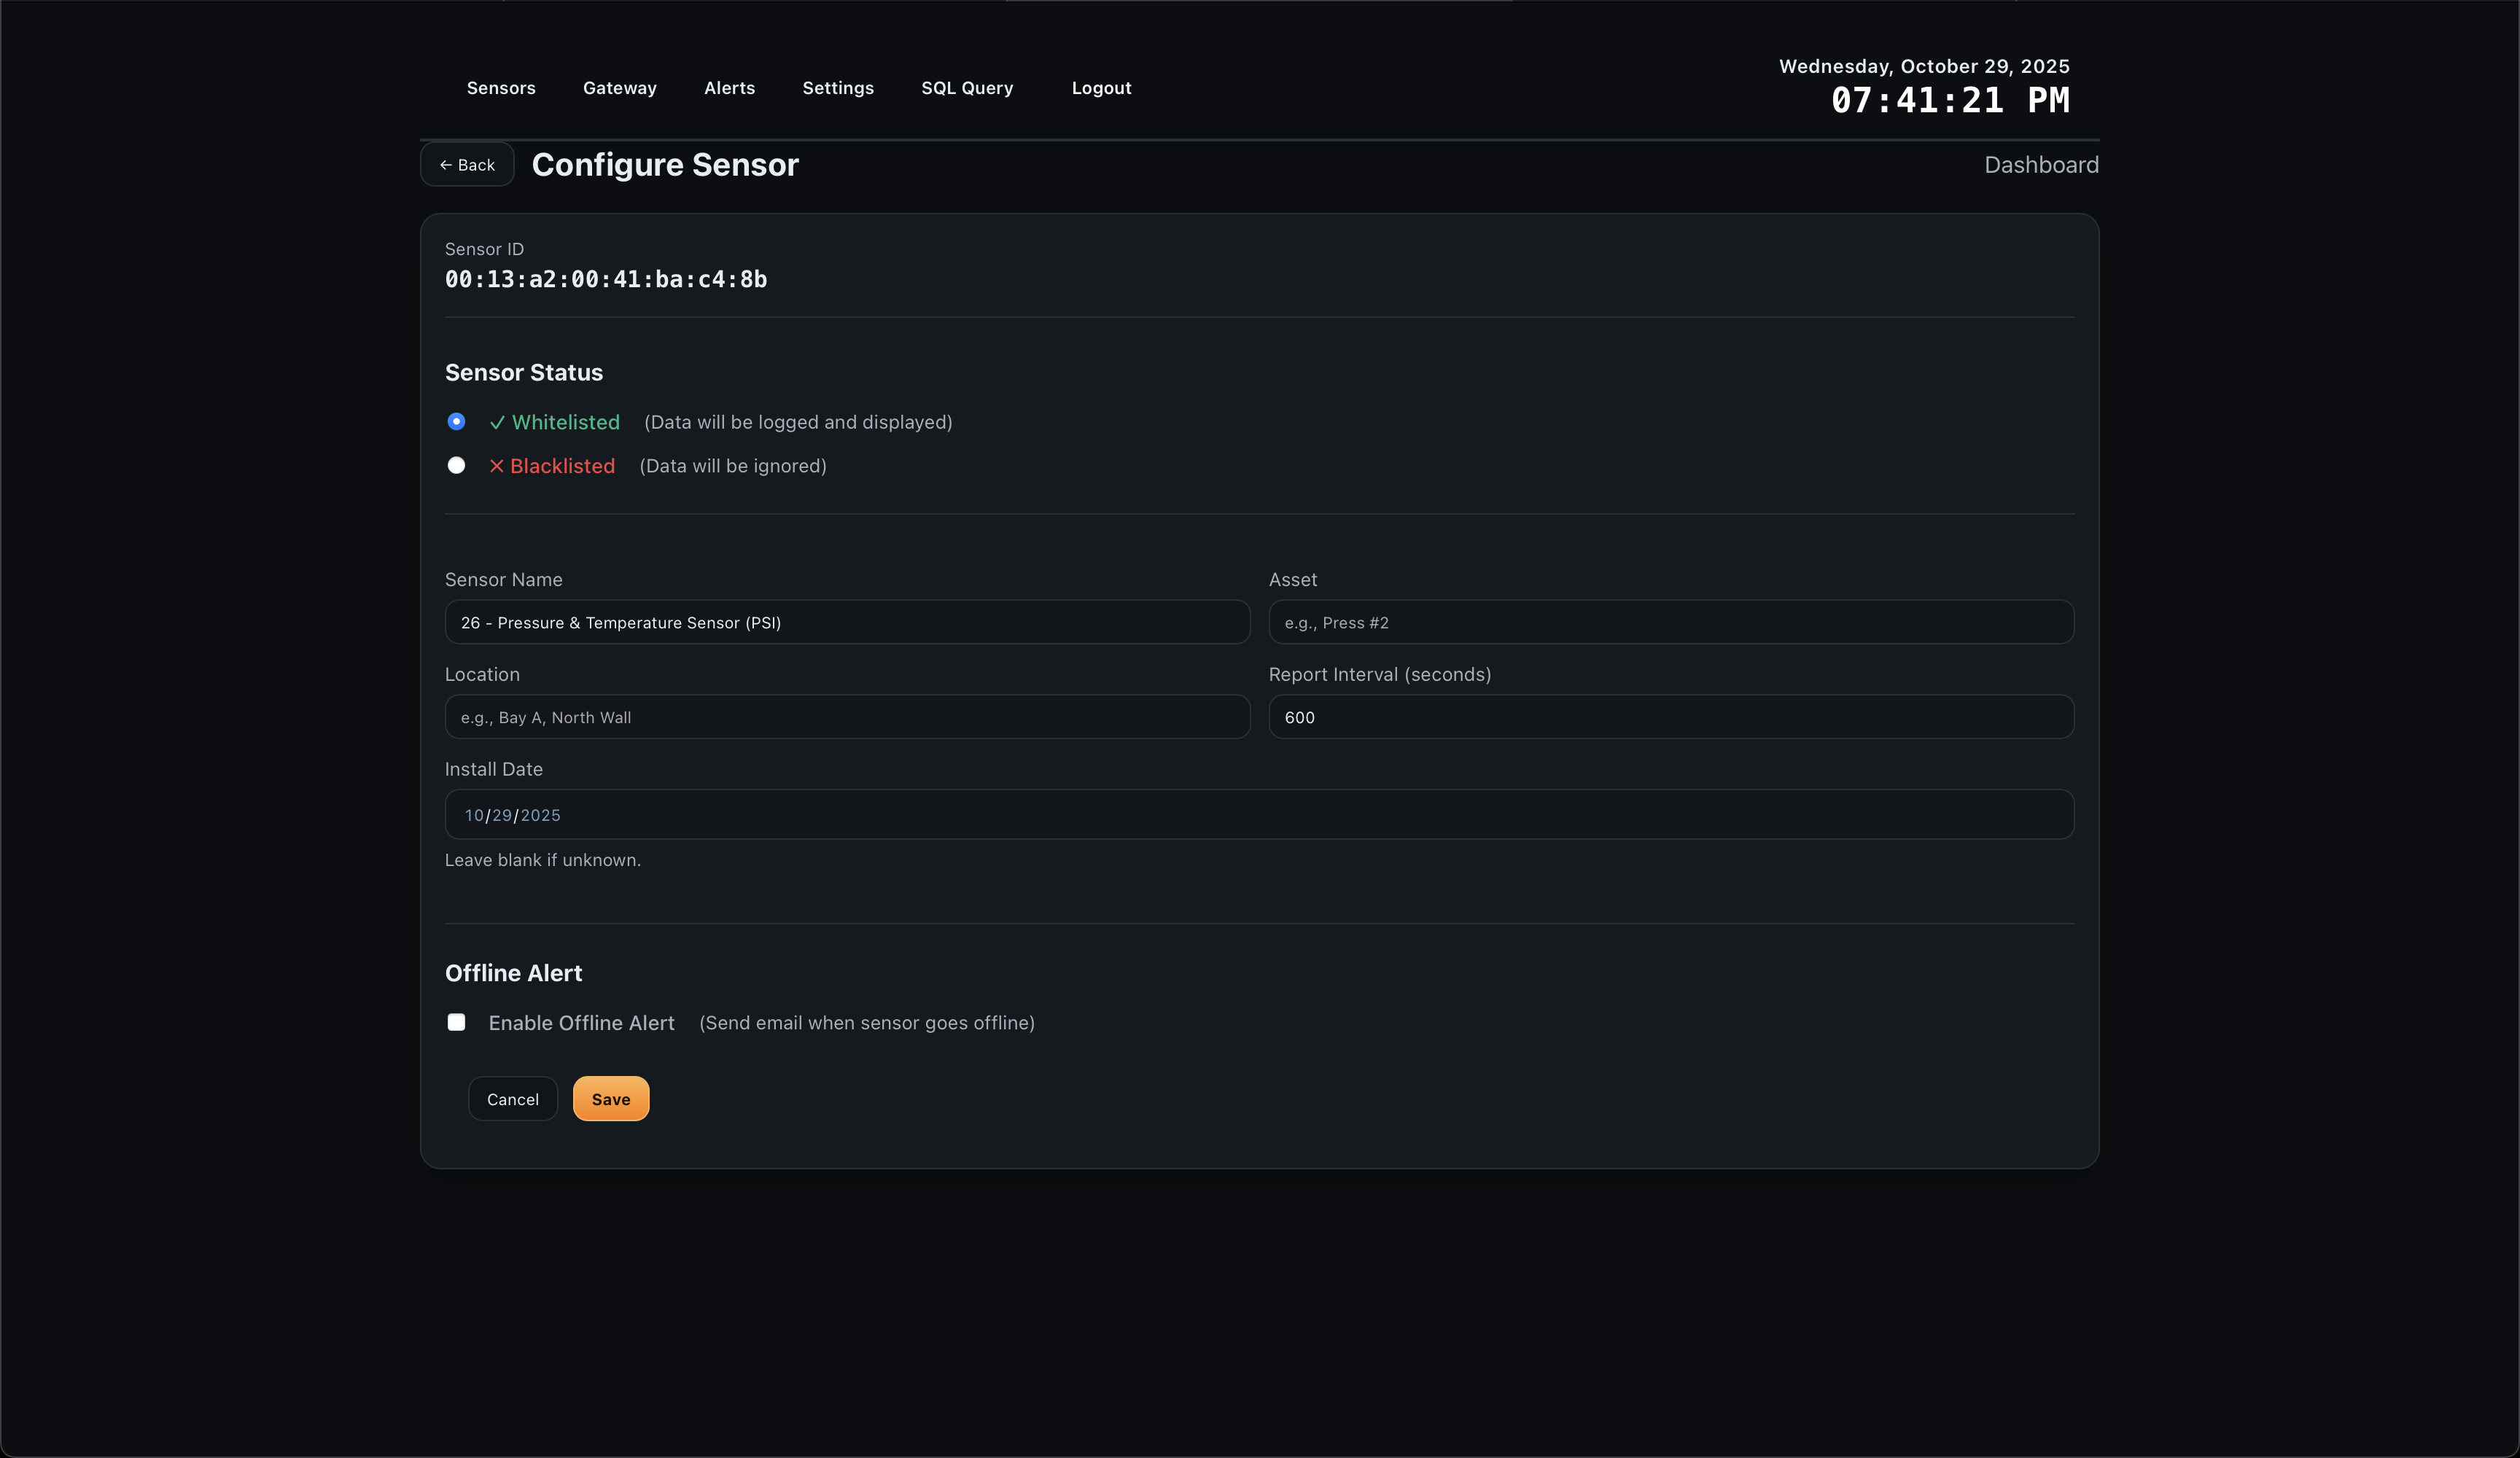 Sensors Gateway Alerts Settings SQL Query Logout
Wednesday, October 29, 2025
07:41:21 PM
← Back Configure Sensor Dashboard
Sensor ID
00:13:a2:00:41:ba:c4:8b
Sensor Status
✓ Whitelisted (Data will be logged and displayed)
✕ Blacklisted (Data will be ignored)
Sensor Name
26 - Pressure & Temperature Sensor (PSI)
Asset
e.g., Press #2
Location
e.g., Bay A, North Wall
Report Interval (seconds)
600
Install Date
10/29/2025
Leave blank if unknown.
Offline Alert
Enable Offline Alert (Send email when sensor goes offline)
Cancel Save